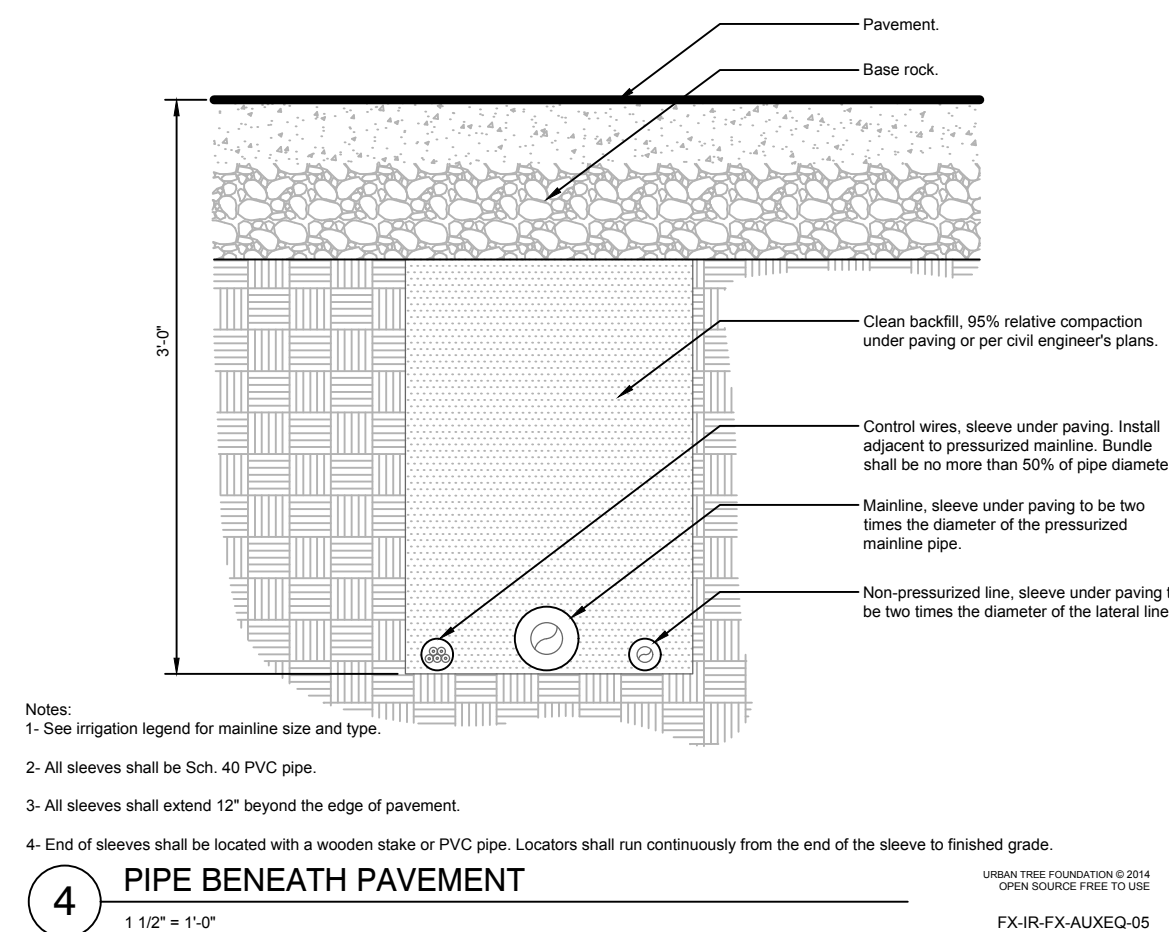 Pavement.
Base rock.
3'-0"
Clean backfill, 95% relative compaction
under paving or per civil engineer's plans.
Control wires, sleeve under paving. Install
adjacent to pressurized mainline. Bundle
shall be no more than 50% of pipe diamete
Mainline, sleeve under paving to be two
times the diameter of the pressurized
mainline pipe.
Non-pressurized line, sleeve under paving t
be two times the diameter of the lateral line
Notes:
1- See irrigation legend for mainline size and type.
2- All sleeves shall be Sch. 40 PVC pipe.
3- All sleeves shall extend 12" beyond the edge of pavement.
4- End of sleeves shall be located with a wooden stake or PVC pipe. Locators shall run continuously from the end of the sleeve to finished grade.
4
PIPE BENEATH PAVEMENT
1 1/2" = 1'-0"
URBAN TREE FOUNDATION © 2014
OPEN SOURCE FREE TO USE
FX-IR-FX-AUXEQ-05